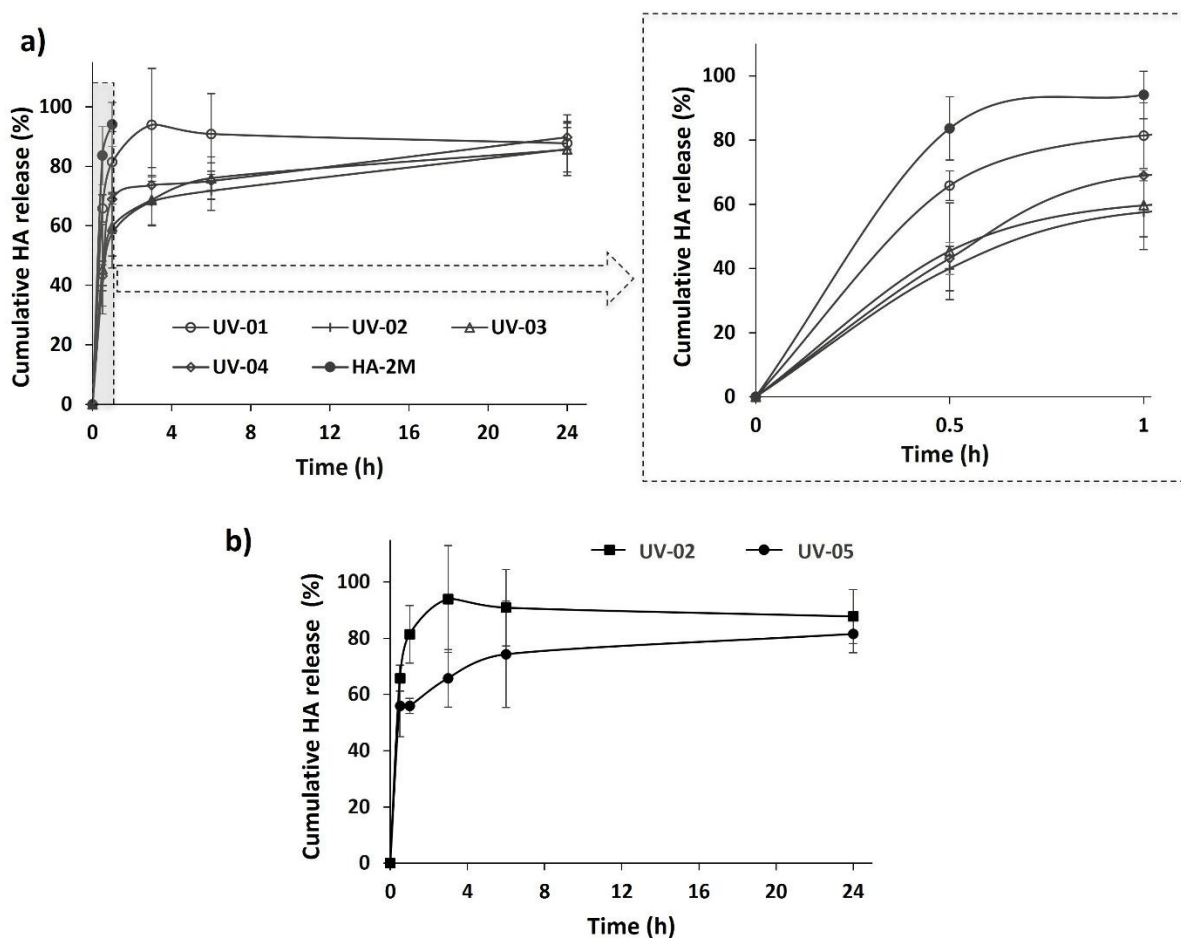 a)
Cumulative HA release (%)
100
80
60
40
20
0
0 4 8 12 16 20 24
Time (h)
UV-01 UV-02 UV-03
UV-04 HA-2M
Cumulative HA release (%)
100
80
60
40
20
0
0 0.5 1
Time (h)
b)
UV-02 UV-05
Cumulative HA release (%)
100
80
60
40
20
0
0 4 8 12 16 20 24
Time (h)